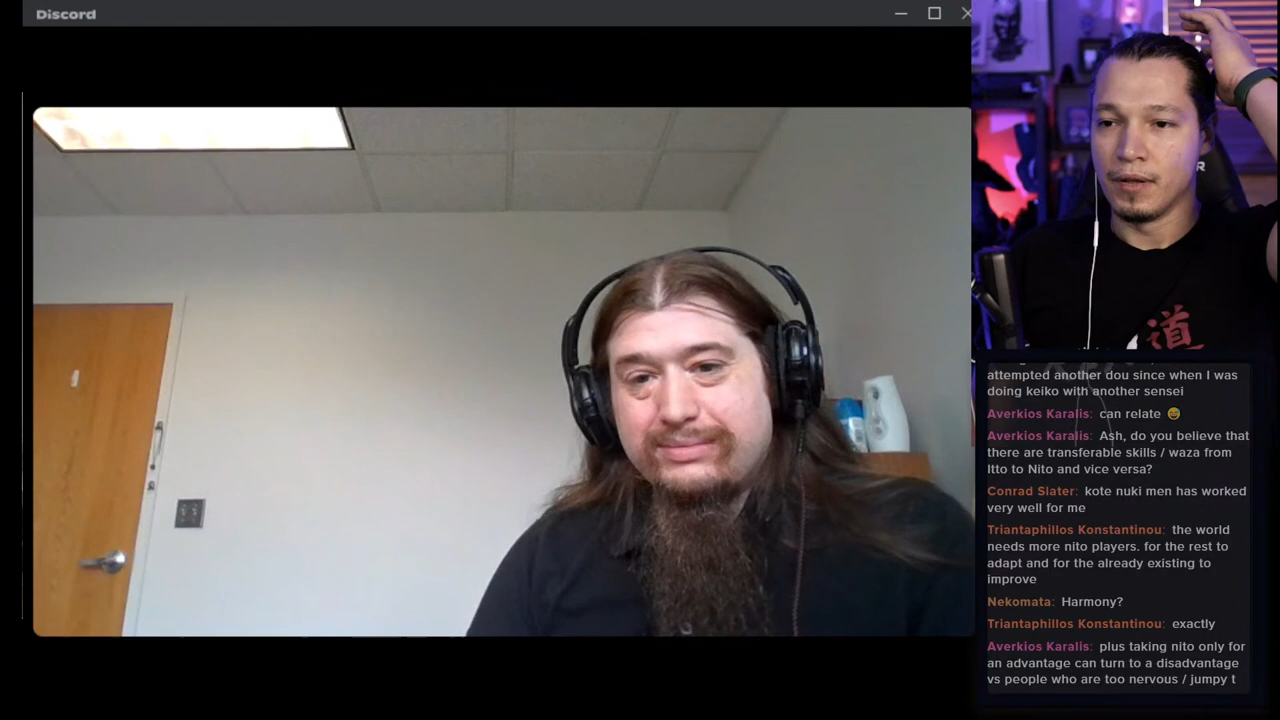 Discord
R
道
attempted another dou since when I was
doing keiko with another sensei
Averkios Karalis: can relate 😅
Averkios Karalis: Ash, do you believe that
there are transferable skills / waza from
Itto to Nito and vice versa?
Conrad Slater: kote nuki men has worked
very well for me
Triantaphillos Konstantinou: the world
needs more nito players. for the rest to
adapt and for the already existing to
improve
Nekomata: Harmony?
Triantaphillos Konstantinou: exactly
Averkios Karalis: plus taking nito only for
an advantage can turn to a disadvantage
vs people who are too nervous / jumpy t